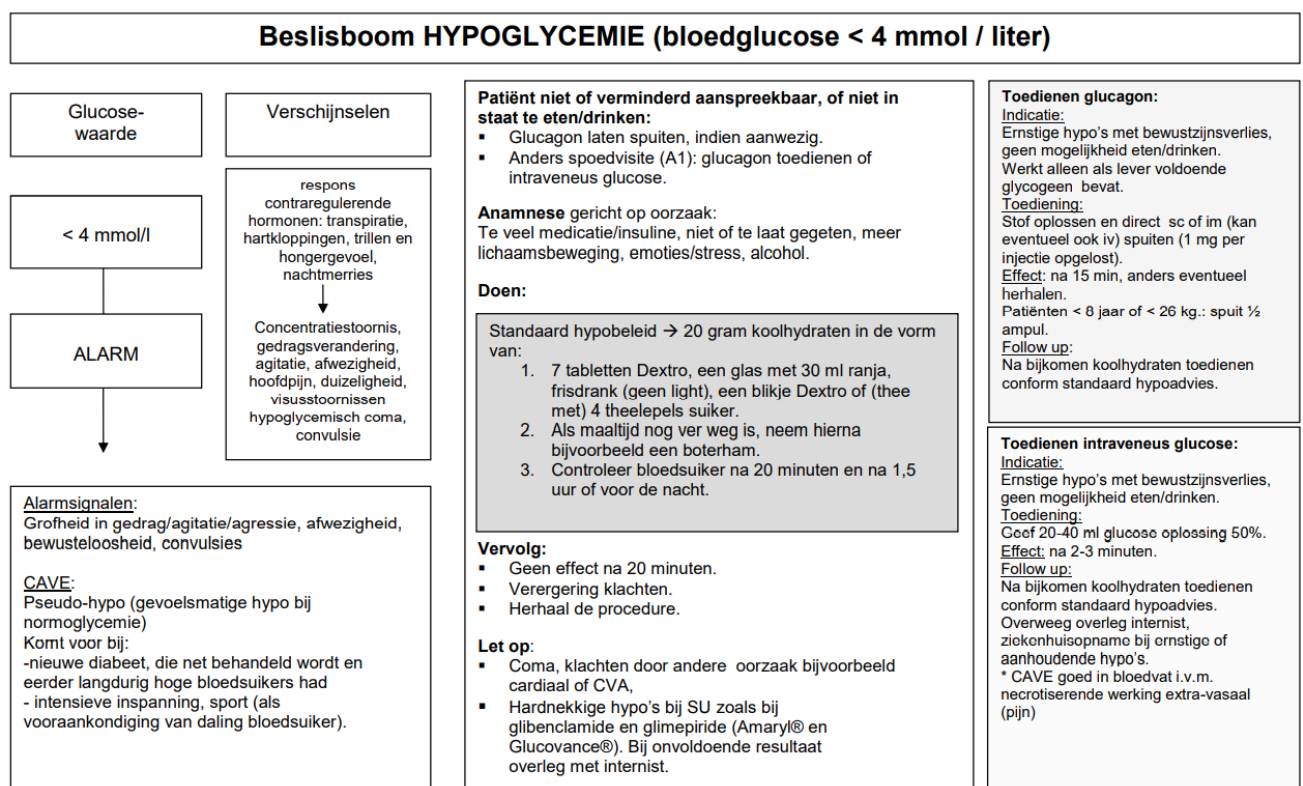 Beslisboom HYPOGLYCEMIE (bloedglucose < 4 mmol / liter)
Glucose-
waarde
< 4 mmol/l
ALARM
Verschijnselen
respons
contraregulerende
hormonen: transpiratie,
hartkloppingen, trillen en
hongergevoel,
nachtmerries
Concentratiestoornis,
gedragsverandering,
agitatie, afwezigheid,
hoofdpijn, duizeligheid,
visusstoornissen
hypoglycemisch coma,
convulsie
Alarmsignalen:
Grofheid in gedrag/agitatie/agressie, afwezigheid,
bewusteloosheid, convulsies
CAVE:
Pseudo-hypo (gevoelsmatige hypo bij
normoglycemie)
Komt voor bij:
-nieuwe diabeet, die net behandeld wordt en
eerder langdurig hoge bloedsuikers had
- intensieve inspanning, sport (als
vooraankondiging van daling bloedsuiker).
Patiënt niet of verminderd aanspreekbar, of niet in
staat te eten/drinken:
▪ Glucagon laten spuiten, indien aanwezig.
▪ Anders spoedvisite (A1): glucagon toedienen of
intraveneus glucose.
Anamnese gericht op oorzaak:
Te veel medicatie/insuline, niet of te laat gegeten, meer
lichaamsbeweging, emoties/stress, alcohol.
Doen:
Standaard hypobeleid → 20 gram koolhydraten in de vorm
van:
1. 7 tabletten Dextro, een glas met 30 ml ranja,
frisdrank (geen light), een blikje Dextro of (thee
met) 4 theelepels suiker.
2. Als maaltijd nog ver weg is, neem hierna
bijvoorbeeld een boterham.
3. Controleer bloedsuiker na 20 minuten en na 1,5
uur of voor de nacht.
Vervolg:
▪ Geen effect na 20 minuten.
▪ Verergering klachten.
▪ Herhaal de procedure.
Let op:
▪ Coma, klachten door andere oorzaak bijvoorbeeld
cardiaal of CVA,
▪ Hardnekkige hypo's bij SU zoals bij
glibenclamide en glimepiride (Amaryl® en
Glucovance®). Bij onvoldoende resultaat
overleg met internist.
Toedienen glucagon:
Indicatie:
Ernstige hypo's met bewustzijnsverlies,
geen mogelijkheid eten/drinken.
Werkt alleen als lever voldoende
glycogeen bevat.
Toediening:
Stof oplossen en direct sc of im (kan
eventueel ook iv) spuiten (1 mg per
injectie opgelost).
Effect: na 15 min, anders eventueel
herhalen.
Patiënten < 8 jaar of < 26 kg.: spuit ½
ampul.
Follow up:
Na bijkomen koolhydraten toedienen
conform standaard hypoadvies.
Toedienen intraveneus glucose:
Indicatie:
Ernstige hypo's met bewustzijnsverlies,
geen mogelijkheid eten/drinken.
Toediening:
Geef 20-40 ml glucose oplossing 50%.
Effect: na 2-3 minuten.
Follow up:
Na bijkomen koolhydraten toedienen
conform standaard hypoadvies.
Overweeg overleg internist,
ziekenhuisopname bij ernstige of
aanhoudende hypo's.
* CAVE goed in bloedvat i.v.m.
necrotiserende werking extra-vasaal
(pijn)